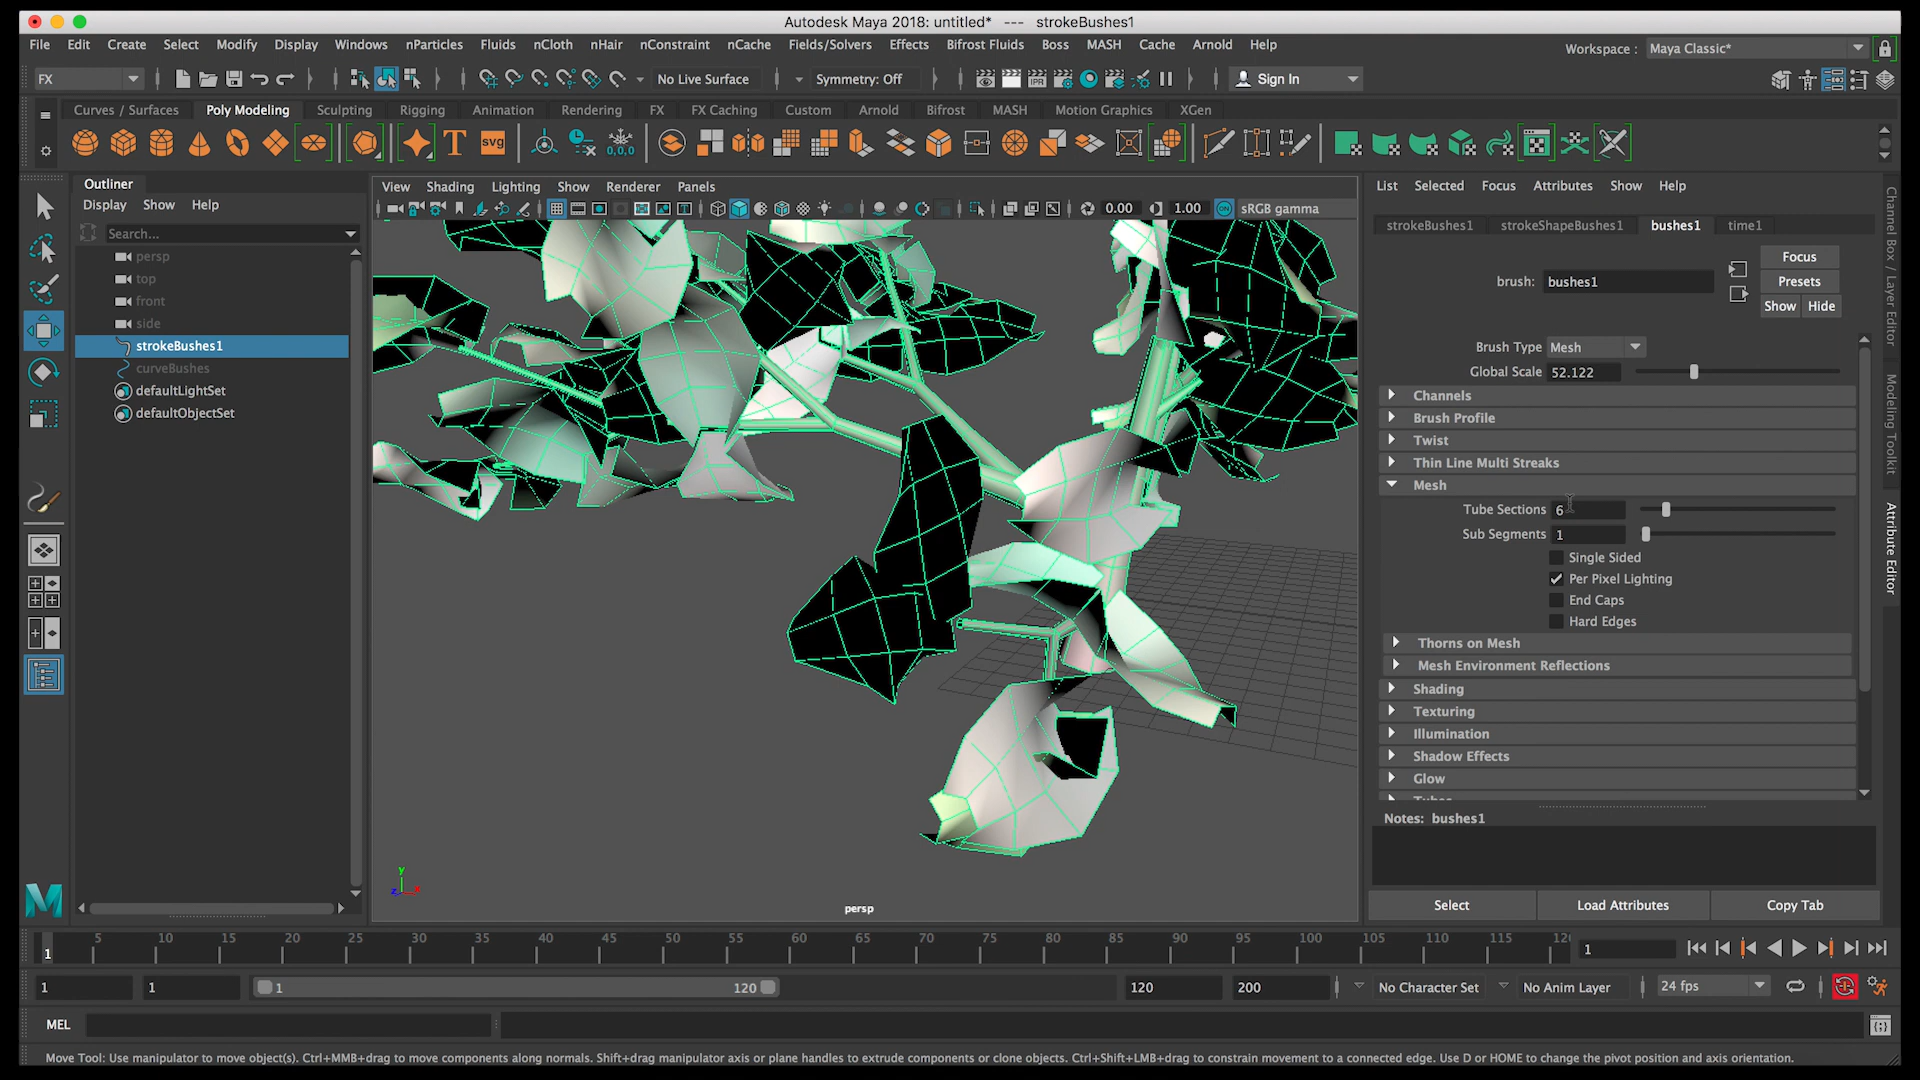 Autodesk Maya 2018: untitled* --- strokeBushes1
File Edit Create Select Modify Display Windows nParticles Fluids nCloth nHair nConstraint nCache Fields/Solvers Effects Bifrost Fluids Boss MASH Cache Arnold Help Workspace : Maya Classic*
FX No Live Surface Symmetry: Off IPR Sign In
Curves / Surfaces Poly Modeling Sculpting Rigging Animation Rendering FX FX Caching Custom Arnold Bifrost MASH Motion Graphics XGen
T svg 0,0,0
Outliner
Display Show Help
Search...
persp
top
front
side
strokeBushes1
curveBushes
defaultLightSet
defaultObjectSet
View Shading Lighting Show Renderer Panels
0.00 1.00 sRGB gamma
Y
X
Z
persp
List Selected Focus Attributes Show Help
strokeBushes1 strokeShapeBushes1 bushes1 time1
brush: bushes1
Focus
Presets
Show Hide
Brush Type Mesh
Global Scale 52.122
Channels
Brush Profile
Twist
Thin Line Multi Streaks
Mesh
Tube Sections 6
Sub Segments 1
Single Sided
Per Pixel Lighting
End Caps
Hard Edges
Thorns on Mesh
Mesh Environment Reflections
Shading
Texturing
Illumination
Shadow Effects
Glow
Notes: bushes1
Select Load Attributes Copy Tab
Channel Box / Layer Editor
Modeling Toolkit
Attribute Editor
1 5 10 15 20 25 30 35 40 45 50 55 60 65 70 75 80 85 90 95 100 105 110 115 12 1
1 1 1 120 120 200 No Character Set No Anim Layer 24 fps
MEL
Move Tool: Use manipulator to move object(s). Ctrl+MMB+drag to move components along normals. Shift+drag manipulator axis or plane handles to extrude components or clone objects. Ctrl+Shift+LMB+drag to constrain movement to a connected edge. Use D or HOME to change the pivot position and axis orientation.